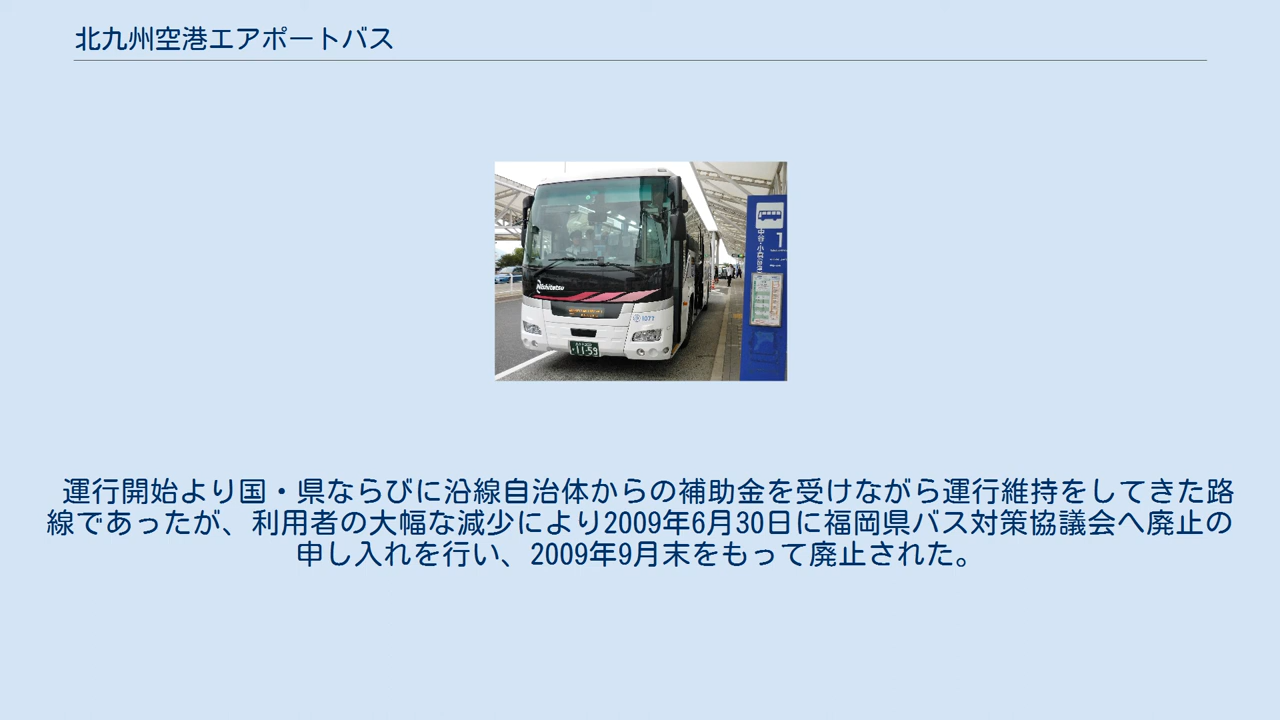 北九州空港エアポートバス
Nishitetsu
1077
11-59
1
運行開始より国・県ならびに沿線自治体からの補助金を受けながら運行維持をしてきた路
線であったが、利用者の大幅な減少により2009年6月30日に福岡県バス対策協議会へ廃止の
申し入れを行い、2009年9月末をもって廃止された。